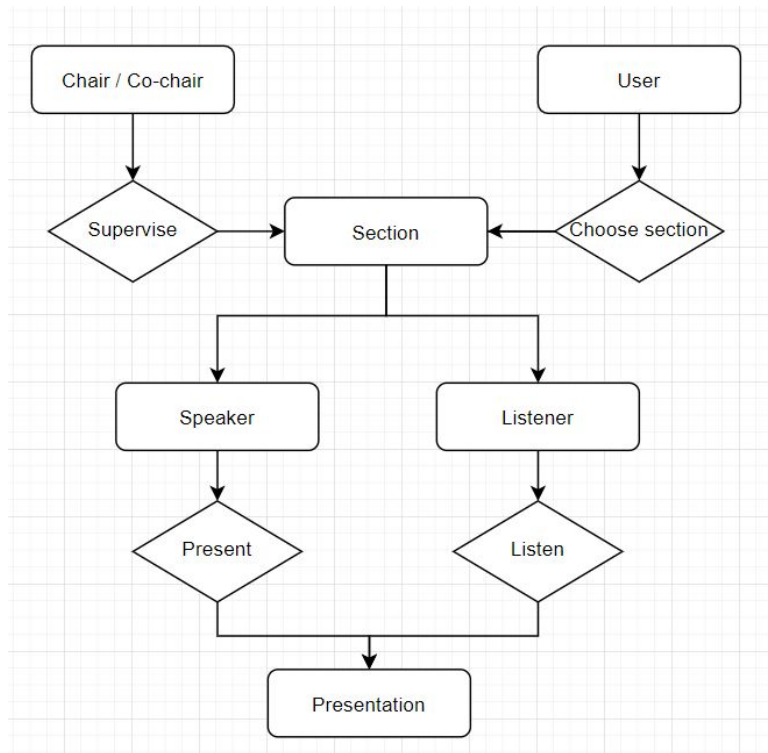 Chair / Co-chair
User
Supervise
Section
Choose section
Speaker
Listener
Present
Listen
Presentation